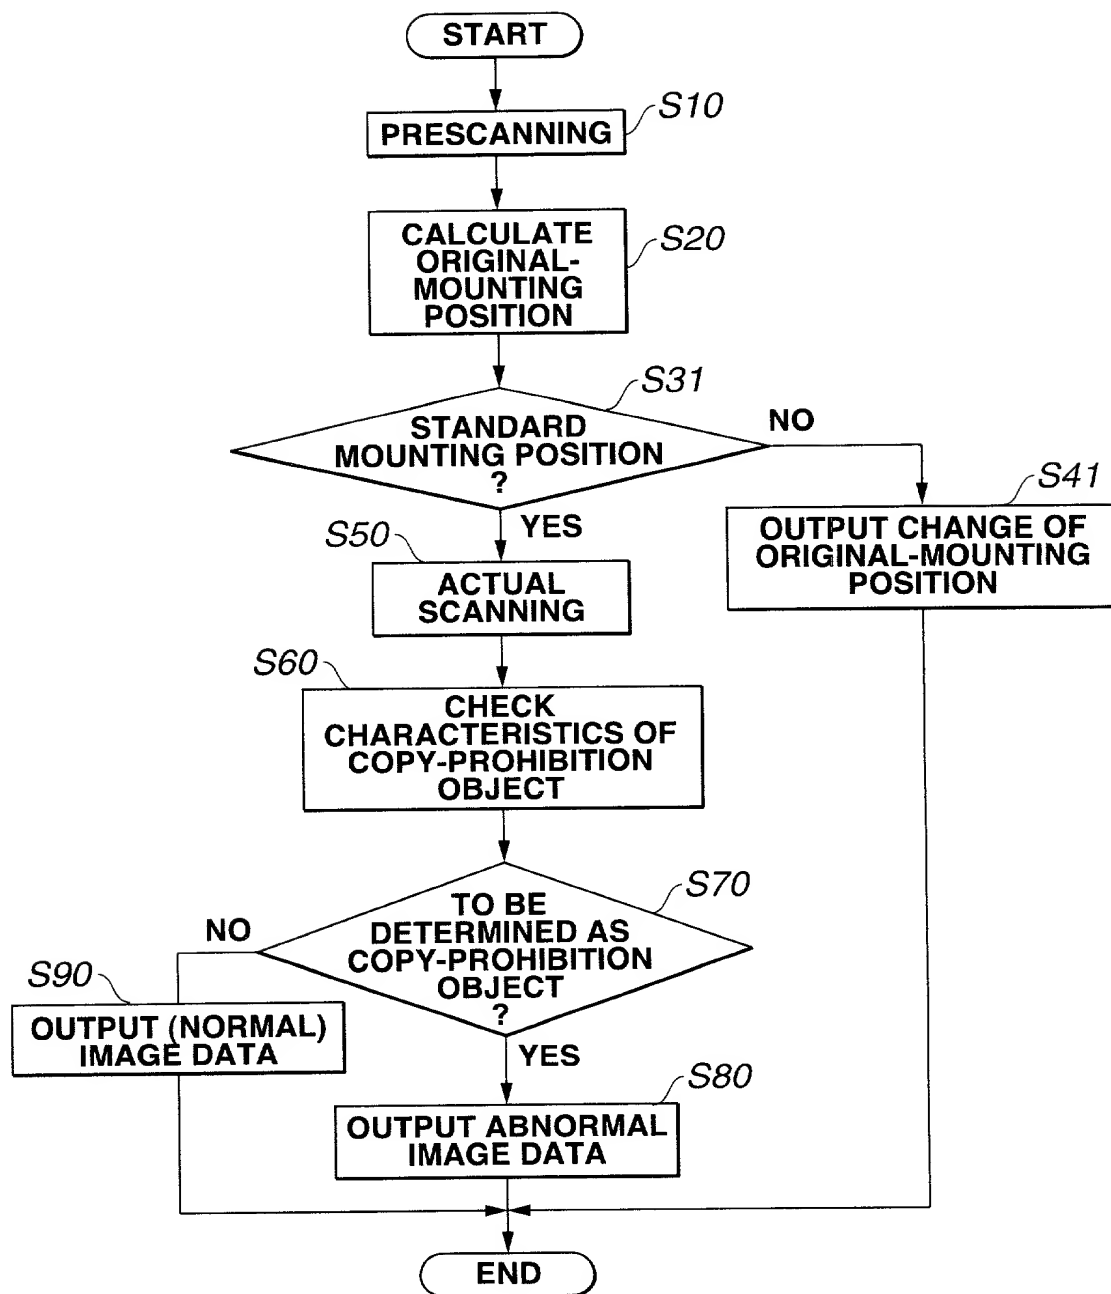 START
S10
PRESCANNING
S20
CALCULATE
ORIGINAL-
MOUNTING
POSITION
S31
STANDARD
MOUNTING POSITION
?
NO
YES
S41
OUTPUT CHANGE OF
ORIGINAL-MOUNTING
POSITION
S50
ACTUAL
SCANNING
S60
CHECK
CHARACTERISTICS OF
COPY-PROHIBITION
OBJECT
S70
TO BE
DETERMINED AS
COPY-PROHIBITION
OBJECT
?
NO
YES
S90
OUTPUT (NORMAL)
IMAGE DATA
S80
OUTPUT ABNORMAL
IMAGE DATA
END